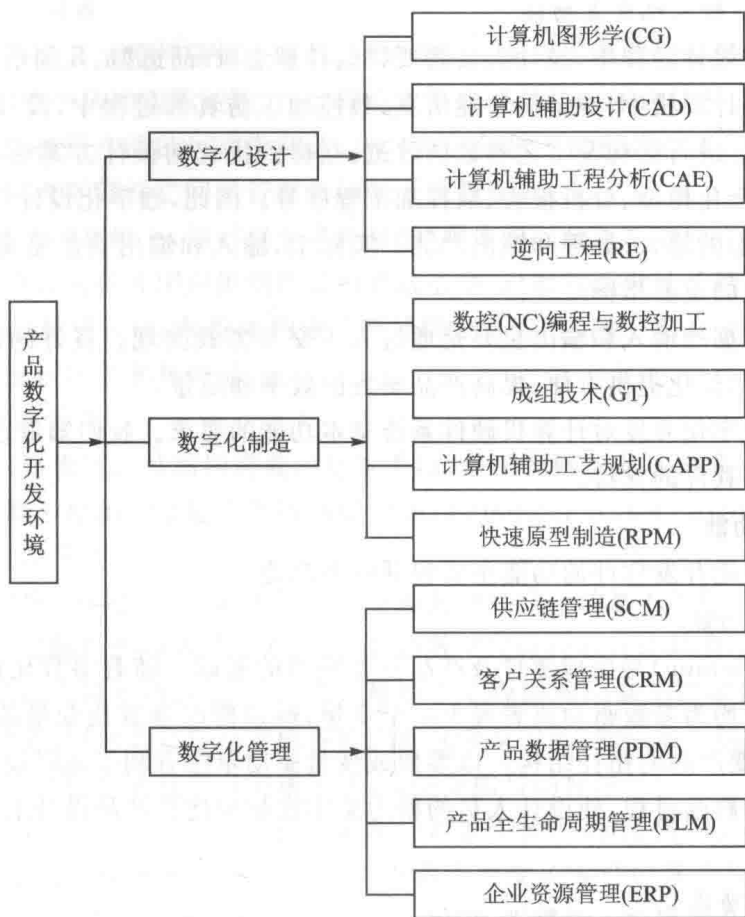 产品数字化开发环境
数字化设计
计算机图形学(CG)
计算机辅助设计(CAD)
计算机辅助工程分析(CAE)
逆向工程(RE)
数字化制造
数控(NC)编程与数控加工
成组技术(GT)
计算机辅助工艺规划(CAPP)
快速原型制造(RPM)
数字化管理
供应链管理(SCM)
客户关系管理(CRM)
产品数据管理(PDM)
产品全生命周期管理(PLM)
企业资源管理(ERP)